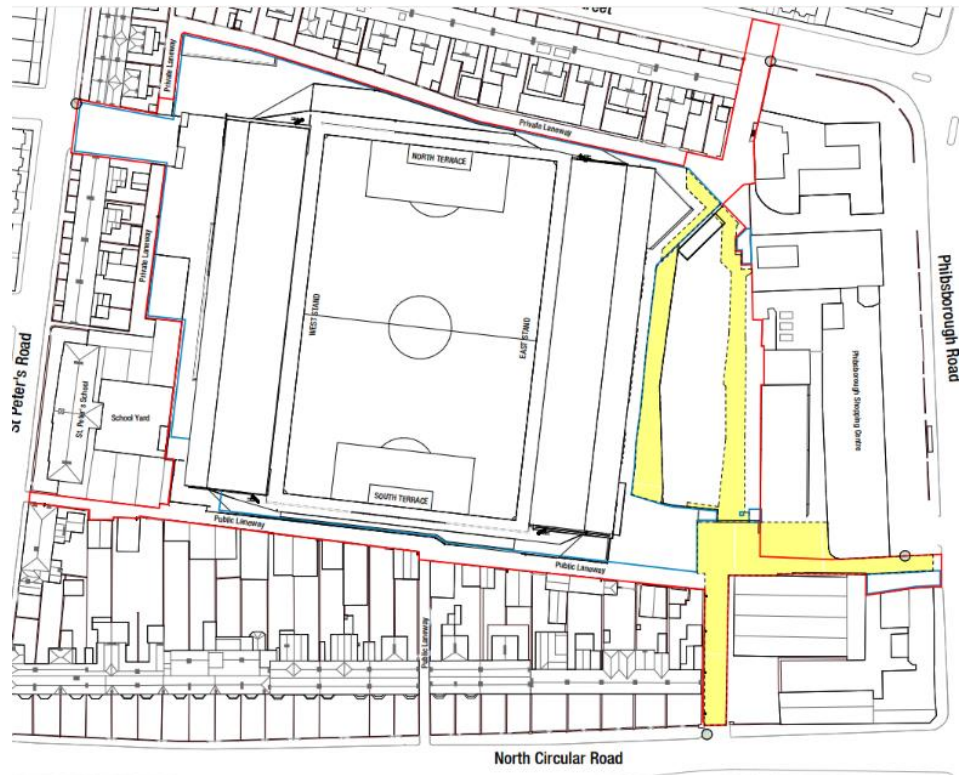 reet
Private Laneway
Private Laneway
NORTH TERRACE
Private Laneway
WEST STAND
EAST STAND
Phibsborough Road
Phibsborough Shopping Centre
St Peter's Road
St. Peter's School
School Yard
SOUTH TERRACE
Public Laneway
Public Laneway
Public Laneway
North Circular Road